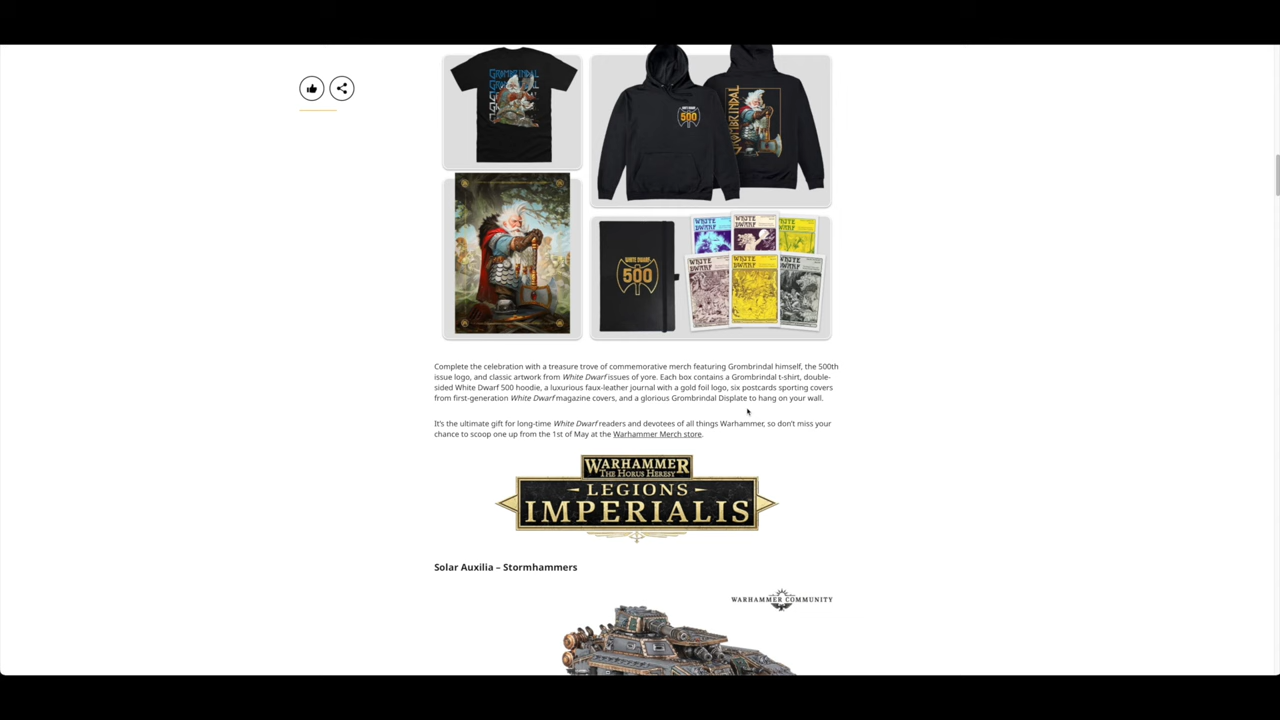 GROMBRINDAL
WHITE DWARF
500
GROMBRINDAL
WHITE DWARF
500
WHITE DWARF
WHITE DWARF
WHITE DWARF
WHITE DWARF
WHITE DWARF
Complete the celebration with a treasure trove of commemorative merch featuring Grombrindal himself, the 500th
issue logo, and classic artwork from White Dwarf issues of yore. Each box contains a Grombrindal t-shirt, double-
sided White Dwarf 500 hoodie, a luxurious faux-leather journal with a gold foil logo, six postcards sporting covers
from first-generation White Dwarf magazine covers, and a glorious Grombrindal Displate to hang on your wall.
It's the ultimate gift for long-time White Dwarf readers and devotees of all things Warhammer, so don't miss your
chance to scoop one up from the 1st of May at the Warhammer Merch store.
WARHAMMER
THE HORUS HERESY
LEGIONS
IMPERIALIS
Solar Auxilia – Stormhammers
WARHAMMER COMMUNITY